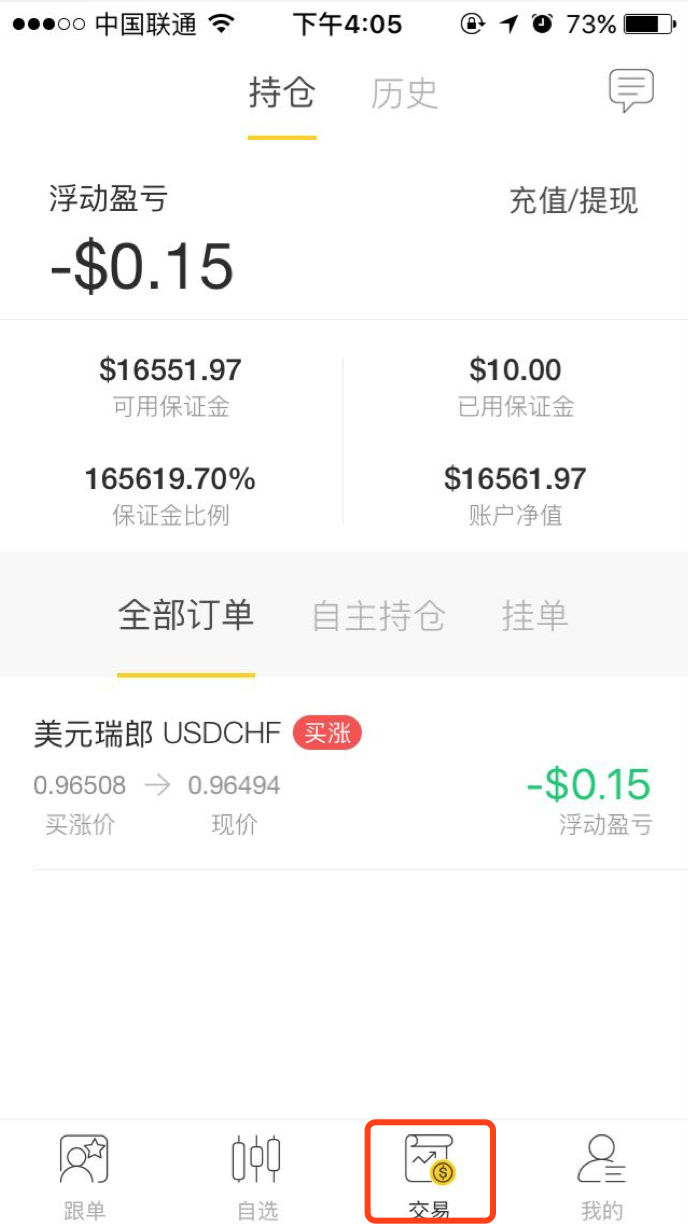 中国联通 下午4:05 73%
持仓 历史
浮动盈亏 充值/提现
-$0.15
$16551.97 $10.00
可用保证金 已用保证金
165619.70% $16561.97
保证金比例 账户净值
全部订单 自主持仓 挂单
美元瑞郎 USDCHF 买涨
0.96508 → 0.96494 -$0.15
买涨价 现价 浮动盈亏
跟单 自选 交易 我的